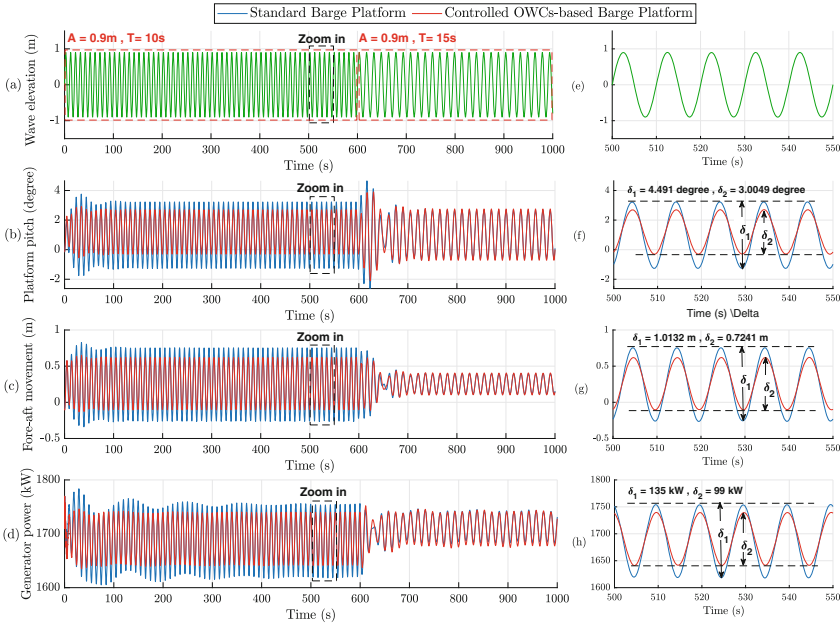 Standard Barge Platform Controlled OWCs-based Barge Platform
A = 0.9m , T= 10s Zoom in A = 0.9m , T= 15s
(a) Wave elevation (m)
1
0
-1
0 100 200 300 400 500 600 700 800 900 1000
Time (s)
(e)
1
0
-1
500 510 520 530 540 550
Time (s)
Zoom in
(b) Platform pitch (degree)
4
2
0
-2
0 100 200 300 400 500 600 700 800 900 1000
Time (s)
δ1 = 4.491 degree , δ2 = 3.0049 degree
(f)
4
2
0
-2
δ1
δ2
500 510 520 530 540 550
Time (s) \Delta
Zoom in
(c) Fore-aft movement (m)
1
0.5
0
-0.5
0 100 200 300 400 500 600 700 800 900 1000
Time (s)
δ1 = 1.0132 m , δ2 = 0.7241 m
(g)
1
0.5
0
-0.5
δ1
δ2
500 510 520 530 540 550
Time (s)
Zoom in
(d) Generator power (kW)
1800
1700
1600
0 100 200 300 400 500 600 700 800 900 1000
Time (s)
δ1 = 135 kW , δ2 = 99 kW
(h)
1800
1750
1700
1650
1600
δ1
δ2
500 510 520 530 540 550
Time (s)